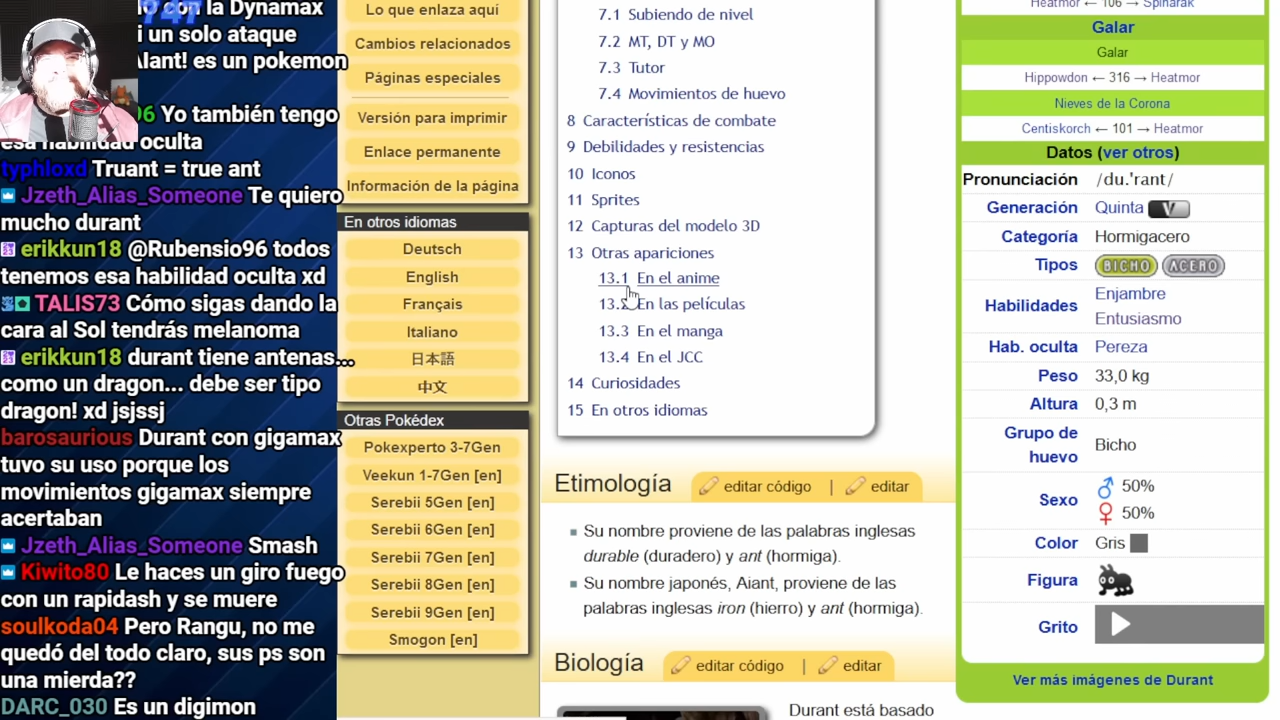 con la Dynamax
i un solo ataque
Alant! es un pokemon
Yo también tengo
esa habilidad oculta
typhloxd Truant = true ant
Jzeth_Alias_Someone Te quiero
mucho durant
erikkun18 @Rubensio96 todos
tenemos esa habilidad oculta xd
TALIS73 Cómo sigas dando la
cara al Sol tendrás melanoma
erikkun18 durant tiene antenas...
como un dragon... debe ser tipo
dragon! xd jsjssj
barosaurious Durant con gigamax
tuvo su uso porque los
movimientos gigamax siempre
acertaban
Jzeth_Alias_Someone Smash
Kiwito80 Le haces un giro fuego
con un rapidash y se muere
soulkoda04 Pero Rangu, no me
quedó del todo claro, sus ps son
una mierda??
DARC_030 Es un digimon
Lo que enlaza aquí
Cambios relacionados
Páginas especiales
Versión para imprimir
Enlace permanente
Información de la página
En otros idiomas
Deutsch
English
Français
Italiano
日本語
中文
Otras Pokédex
Pokexperto 3-7Gen
Veekun 1-7Gen [en]
Serebii 5Gen [en]
Serebii 6Gen [en]
Serebii 7Gen [en]
Serebii 8Gen [en]
Serebii 9Gen [en]
Smogon [en]
7.1 Subiendo de nivel
7.2 MT, DT y MO
7.3 Tutor
7.4 Movimientos de huevo
8 Características de combate
9 Debilidades y resistencias
10 Iconos
11 Sprites
12 Capturas del modelo 3D
13 Otras apariciones
13.1 En el anime
13.2 En las películas
13.3 En el manga
13.4 En el JCC
14 Curiosidades
15 En otros idiomas
Etimología editar código | editar
Su nombre proviene de las palabras inglesas
durable (duradero) y ant (hormiga).
Su nombre japonés, Aiant, proviene de las
palabras inglesas iron (hierro) y ant (hormiga).
Biología editar código | editar
Durant está basado
Heatmor ← 106 → Spinarak
Galar
Galar
Hippowdon ← 316 → Heatmor
Nieves de la Corona
Centiskorch ← 101 → Heatmor
Datos (ver otros)
Pronunciación /du.'rant/
Generación Quinta V
Categoría Hormigacero
Tipos BICHO ACERO
Habilidades Enjambre
Entusiasmo
Hab. oculta Pereza
Peso 33,0 kg
Altura 0,3 m
Grupo de
huevo Bicho
Sexo ♂ 50%
♀ 50%
Color Gris
Figura
Grito
Ver más imágenes de Durant